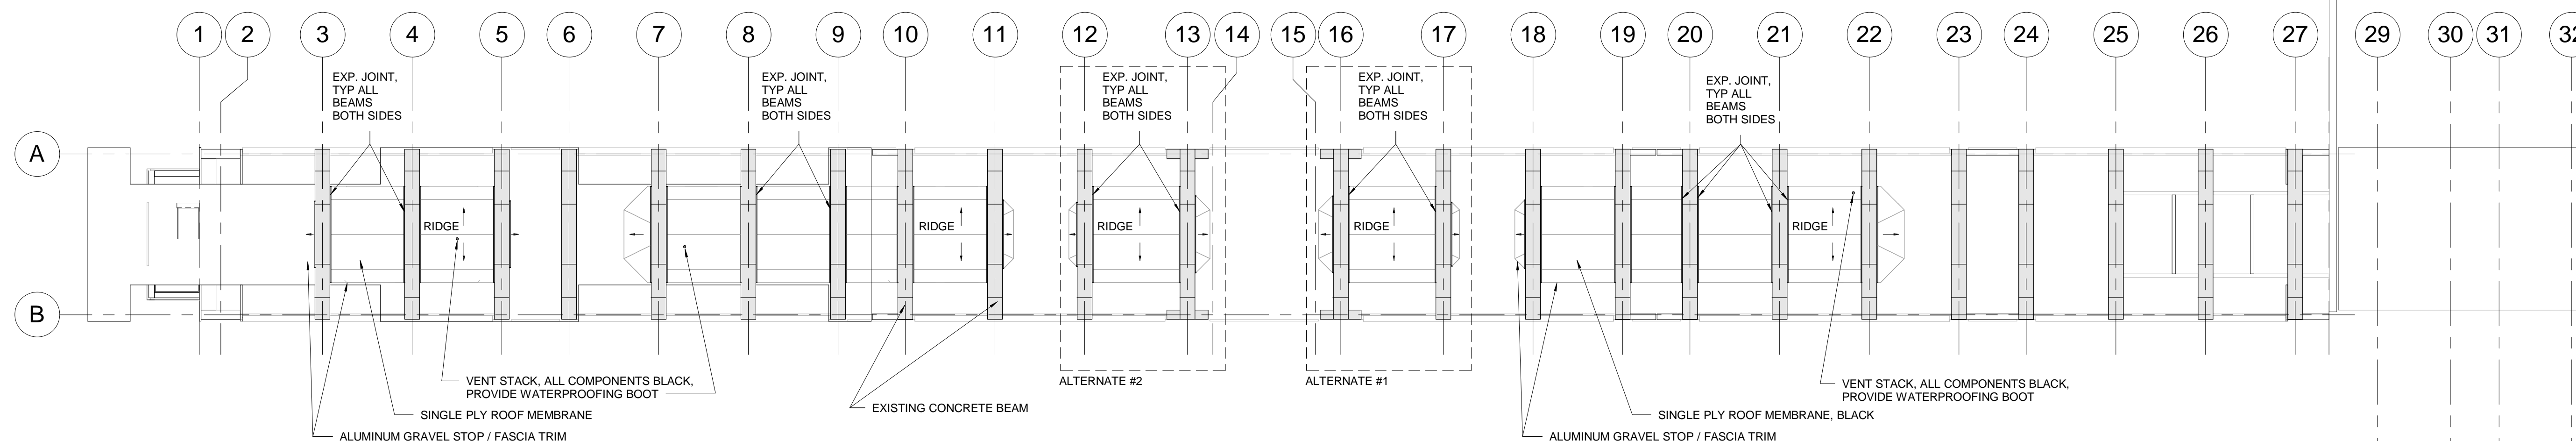 1 2 3 4 5 6 7 8 9 10 11 12 13 14 15 16 17 18 19 20 21 22 23 24 25 26 27 29 30 31 32
EXP. JOINT,
TYP ALL
BEAMS
BOTH SIDES
EXP. JOINT,
TYP ALL
BEAMS
BOTH SIDES
EXP. JOINT,
TYP ALL
BEAMS
BOTH SIDES
EXP. JOINT,
TYP ALL
BEAMS
BOTH SIDES
EXP. JOINT,
TYP ALL
BEAMS
BOTH SIDES
A
RIDGE
RIDGE
RIDGE
RIDGE
RIDGE
B
VENT STACK, ALL COMPONENTS BLACK,
PROVIDE WATERPROOFING BOOT
SINGLE PLY ROOF MEMBRANE
ALUMINUM GRAVEL STOP / FASCIA TRIM
EXISTING CONCRETE BEAM
ALTERNATE #2
ALTERNATE #1
VENT STACK, ALL COMPONENTS BLACK,
PROVIDE WATERPROOFING BOOT
SINGLE PLY ROOF MEMBRANE, BLACK
ALUMINUM GRAVEL STOP / FASCIA TRIM